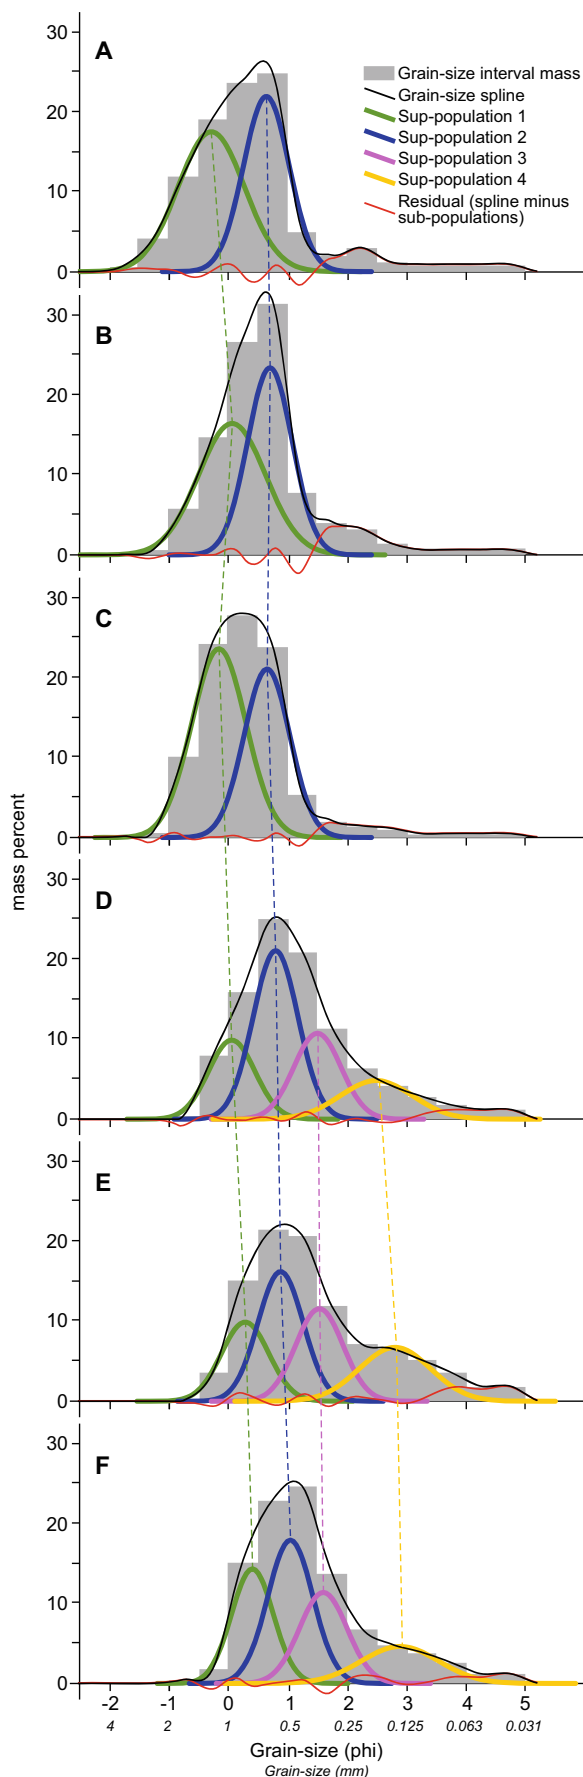 30
A
20
10
0
Grain-size interval mass
Grain-size spline
Sup-population 1
Sup-population 2
Sup-population 3
Sup-population 4
Residual (spline minus
sub-populations)
30
B
20
10
0
30
C
20
10
0
mass percent
30
D
20
10
0
30
E
20
10
0
30
F
20
10
0
-2 -1 0 1 2 3 4 5
4 2 1 0.5 0.25 0.125 0.063 0.031
Grain-size (phi)
Grain-size (mm)